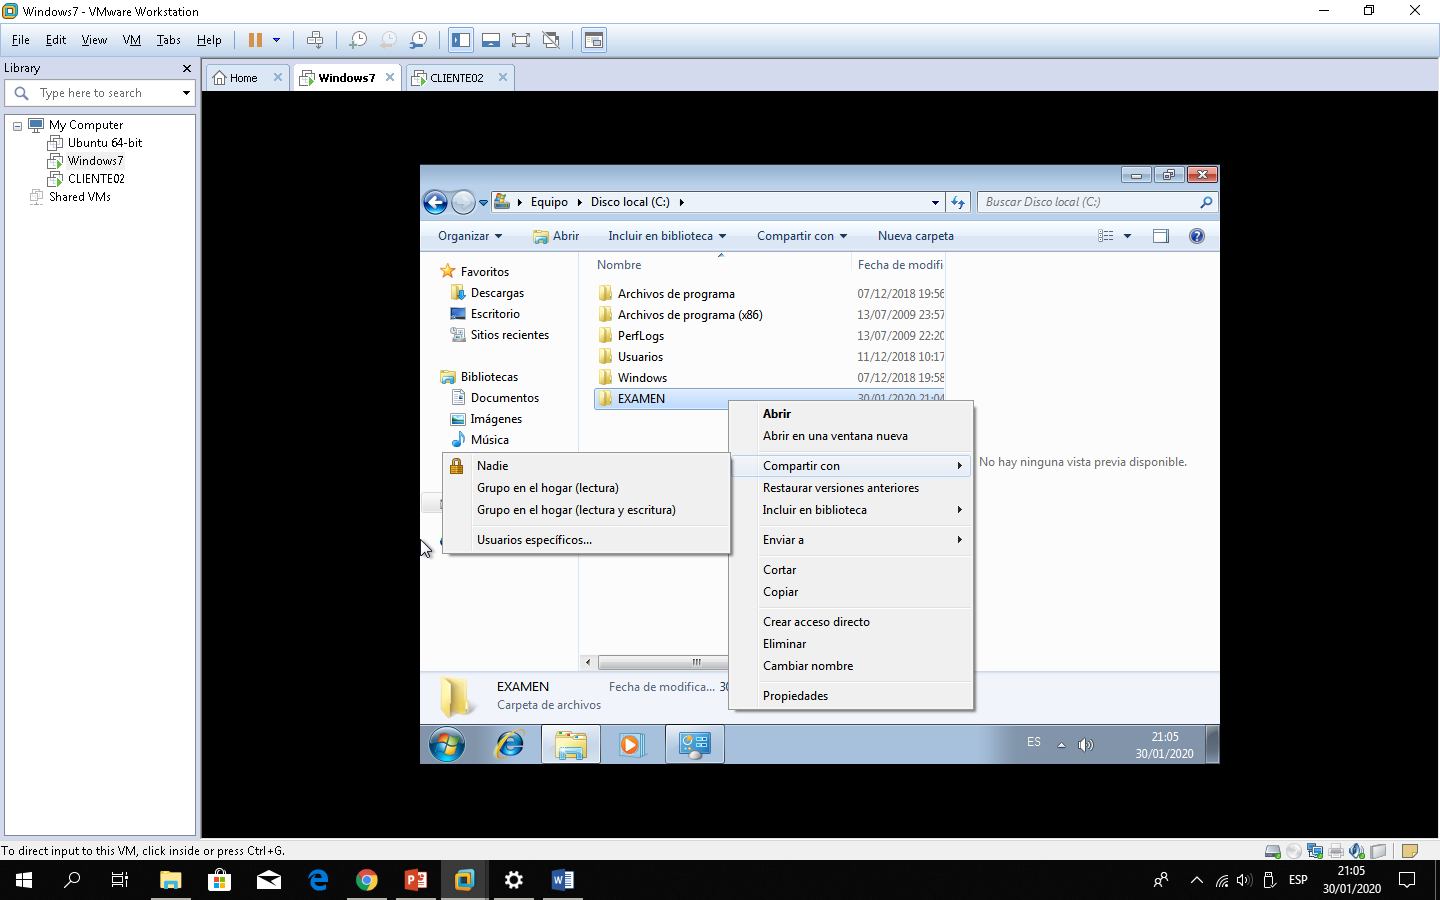 Windows7 - VMware Workstation
File Edit View VM Tabs Help
Library
Type here to search
My Computer
Ubuntu 64-bit
Windows7
CLIENTE02
Shared VMs
Home
Windows7
CLIENTE02
Equipo Disco local (C:)
Buscar Disco local (C:)
Organizar Abrir Incluir en biblioteca Compartir con Nueva carpeta
Favoritos
Descargas
Escritorio
Sitios recientes
Bibliotecas
Documentos
Imágenes
Música
Nombre Fecha de modifi
Archivos de programa 07/12/2018 19:56
Archivos de programa (x86) 13/07/2009 23:57
PerfLogs 13/07/2009 22:20
Usuarios 11/12/2018 10:17
Windows 07/12/2018 19:58
EXAMEN 30/01/2020 21:04
No hay ninguna vista previa disponible.
Abrir
Abrir en una ventana nueva
Compartir con
Restaurar versiones anteriores
Incluir en biblioteca
Enviar a
Cortar
Copiar
Crear acceso directo
Eliminar
Cambiar nombre
Propiedades
Nadie
Grupo en el hogar (lectura)
Grupo en el hogar (lectura y escritura)
Usuarios específicos...
EXAMEN Fecha de modifica... 30
Carpeta de archivos
ES
21:05
30/01/2020
To direct input to this VM, click inside or press Ctrl+G.
ESP
21:05
30/01/2020